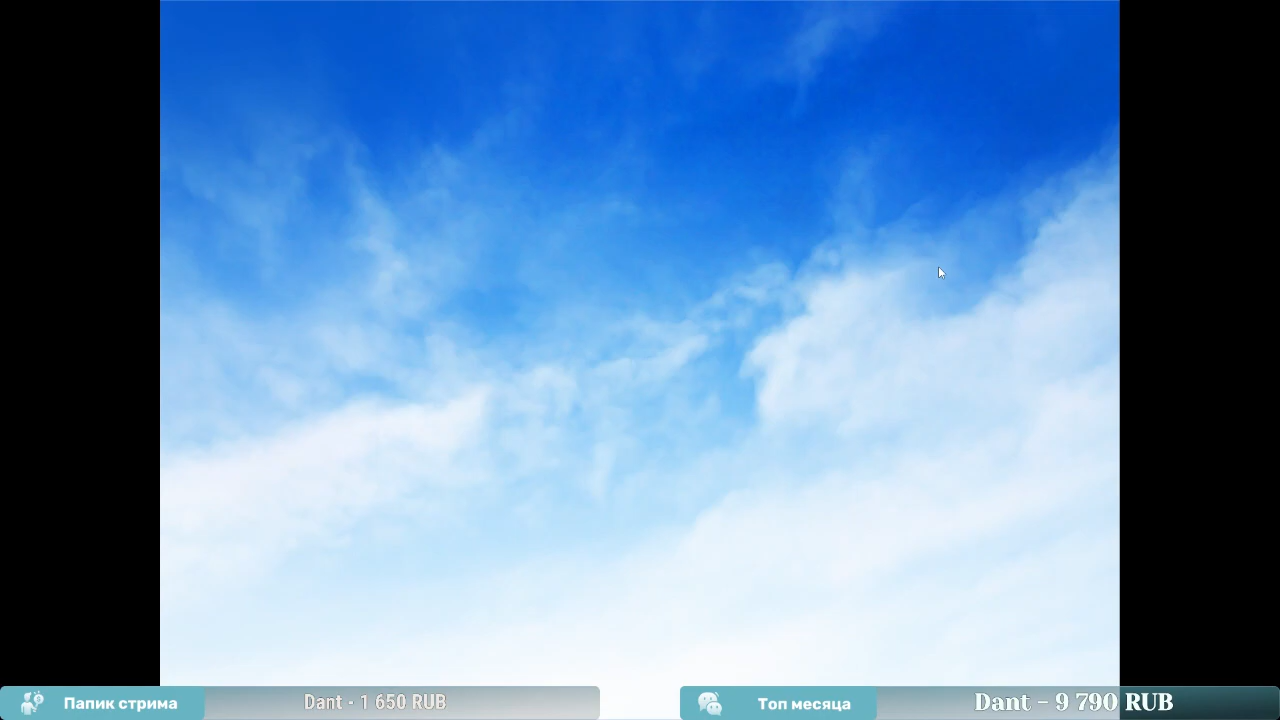 Папик стрима
Dant - 1 650 RUB
Топ месяца
Dant - 9 790 RUB